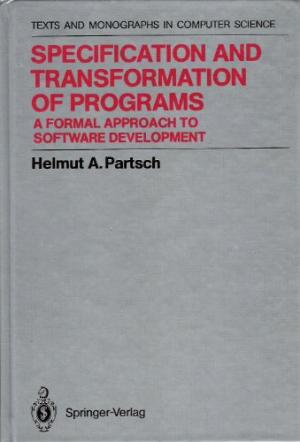 TEXTS AND MONOGRAPHS IN COMPUTER SCIENCE
SPECIFICATION AND
TRANSFORMATION
OF PROGRAMS
A FORMAL APPROACH TO
SOFTWARE DEVELOPMENT
Helmut A. Partsch
Springer-Verlag